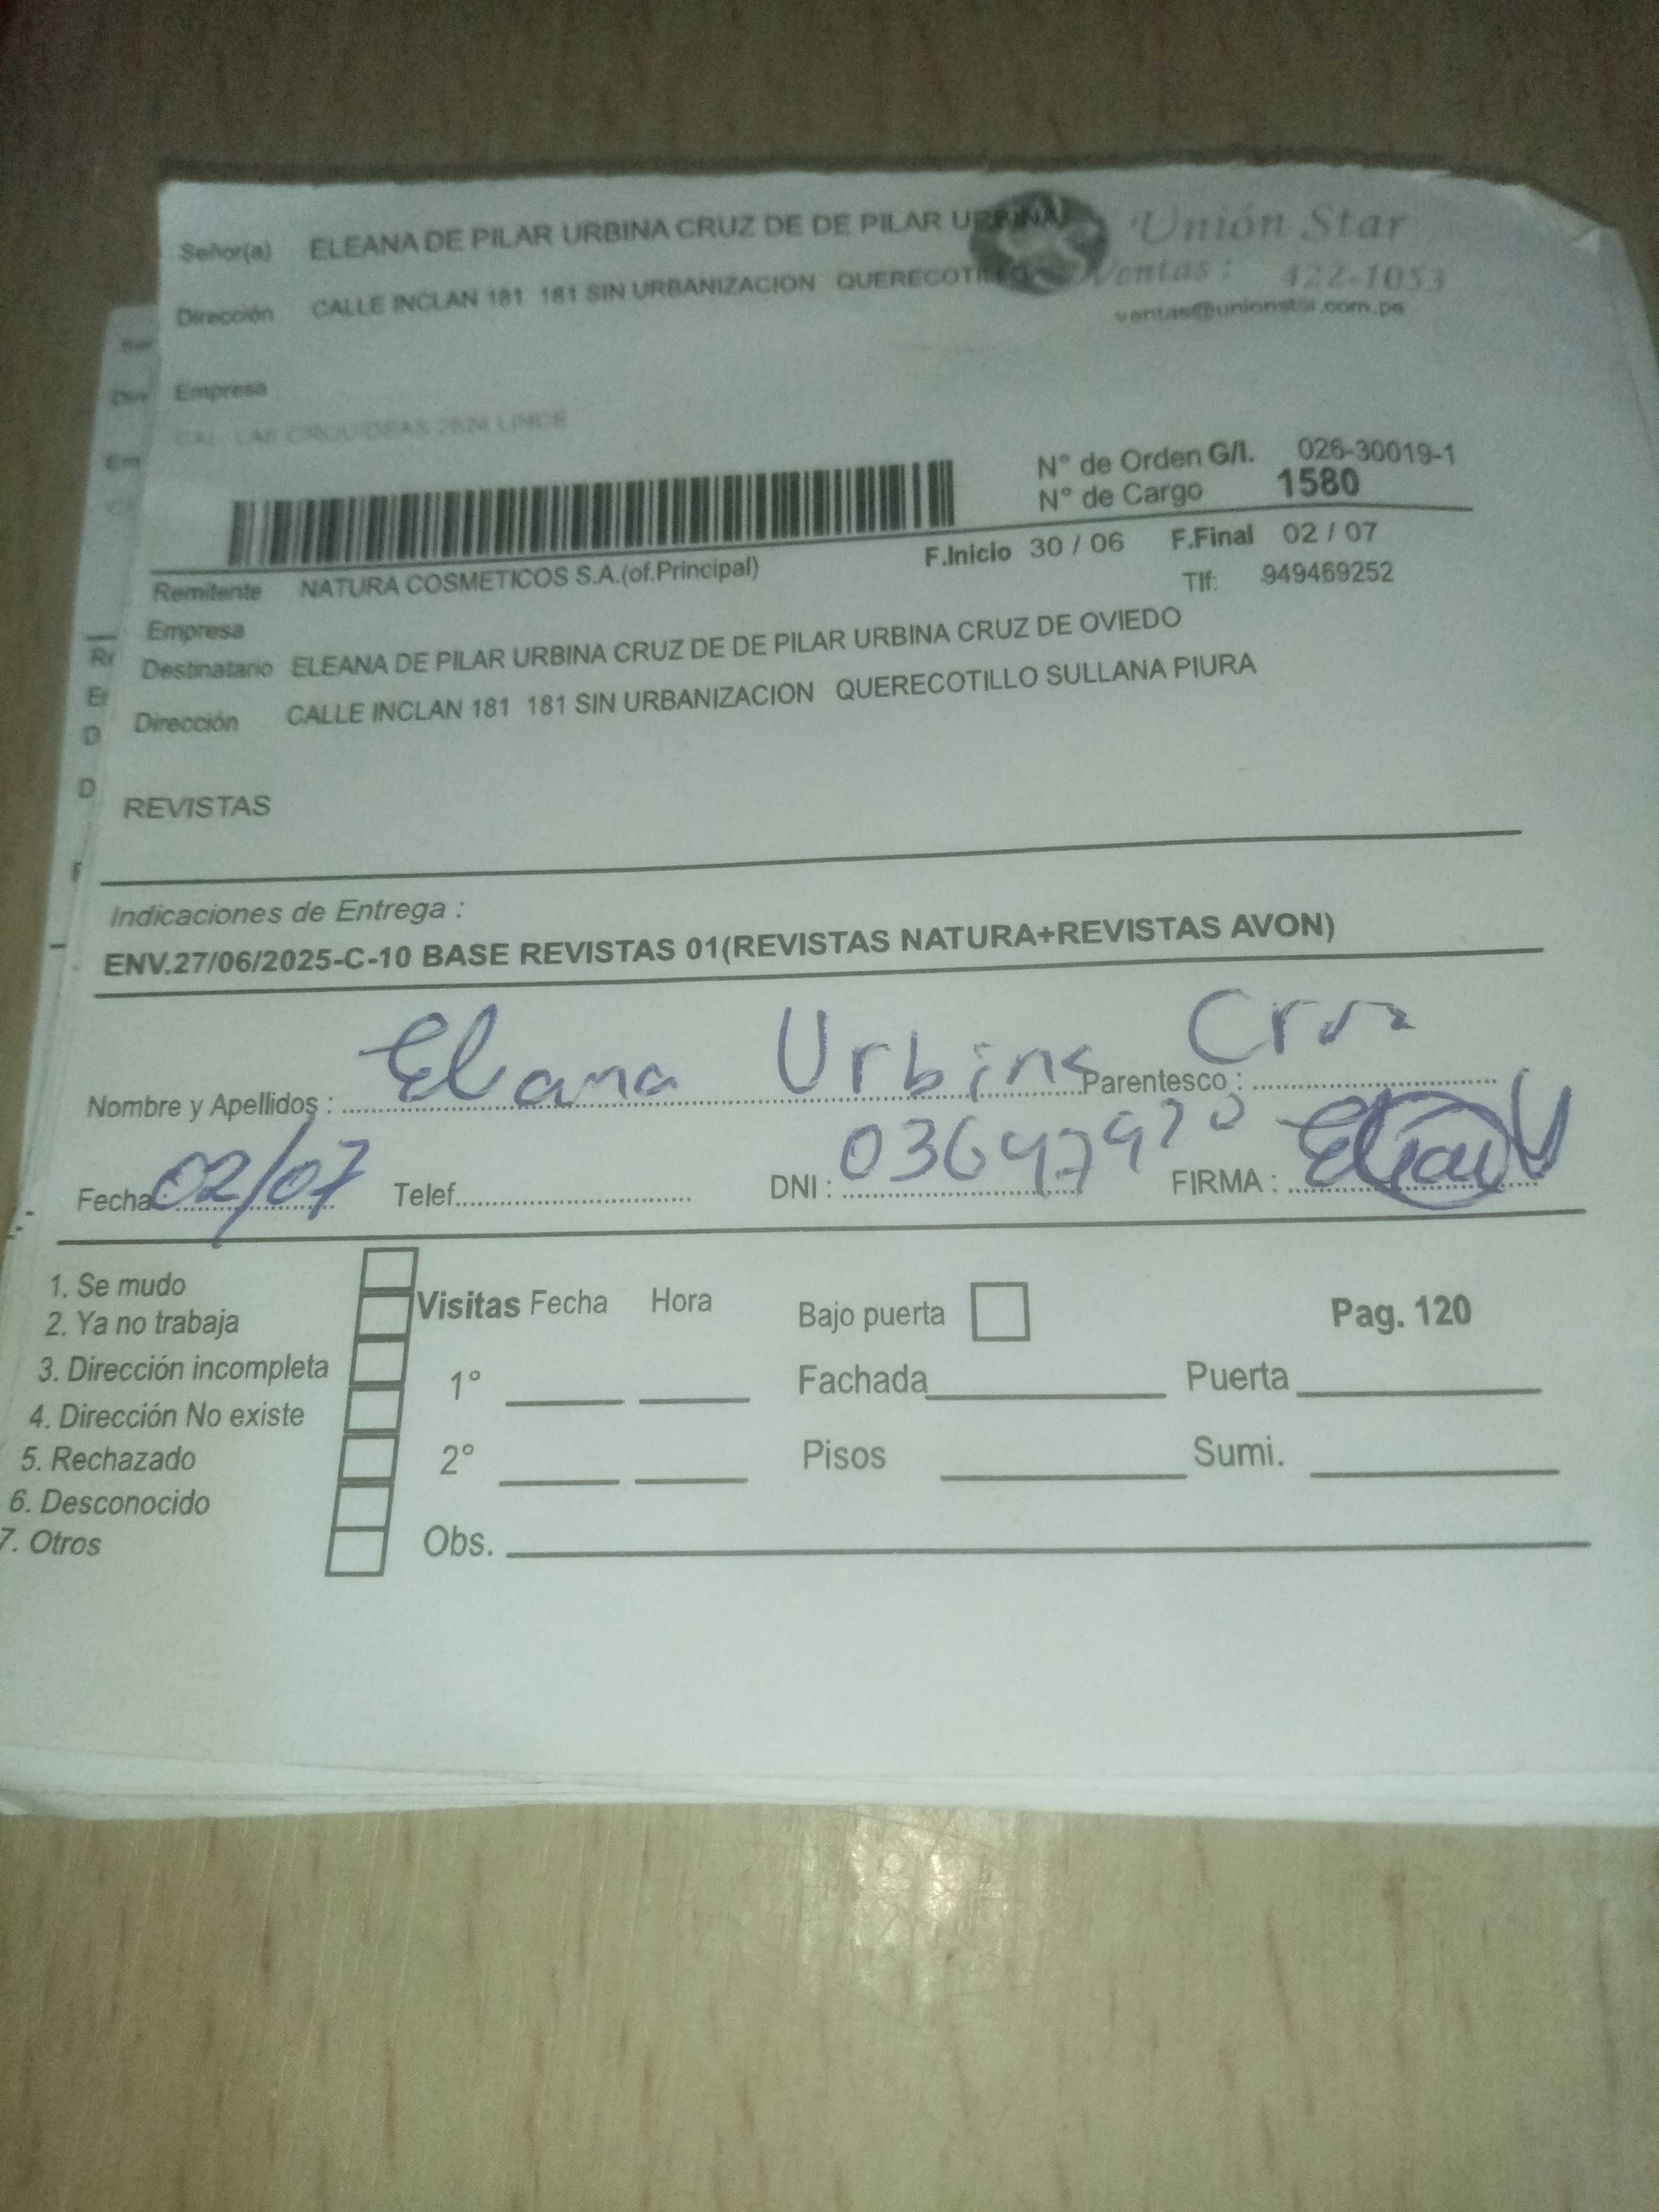 Señor(a) ELEANA DE PILAR URBINA CRUZ DE DE PILAR URBINA
Unión Star
Dirección CALLE INCLAN 181 181 SIN URBANIZACION QUERECOTILLO
Ventas: 422-1053
ventas@unionstar.com.pe
Empresa
CAL. LAS ORQUIDEAS 2624 LINCE
N° de Orden G/I. 026-30019-1
N° de Cargo 1580
F.Inicio 30 / 06 F.Final 02 / 07
Remitente NATURA COSMETICOS S.A.(of.Principal) Tlf: 949469252
Empresa
Destinatario ELEANA DE PILAR URBINA CRUZ DE DE PILAR URBINA CRUZ DE OVIEDO
Dirección CALLE INCLAN 181 181 SIN URBANIZACION QUERECOTILLO SULLANA PIURA
REVISTAS
Indicaciones de Entrega :
ENV.27/06/2025-C-10 BASE REVISTAS 01(REVISTAS NATURA+REVISTAS AVON)
Nombre y Apellidos : Eleana Urbina Cruz Parentesco :
Fecha 02/07 Telef. DNI : FIRMA :
1. Se mudo
2. Ya no trabaja
3. Dirección incompleta
4. Dirección No existe
5. Rechazado
6. Desconocido
7. Otros
Visitas Fecha Hora
1°
2°
Obs.
Bajo puerta Pag. 120
Fachada Puerta
Pisos Sumi.